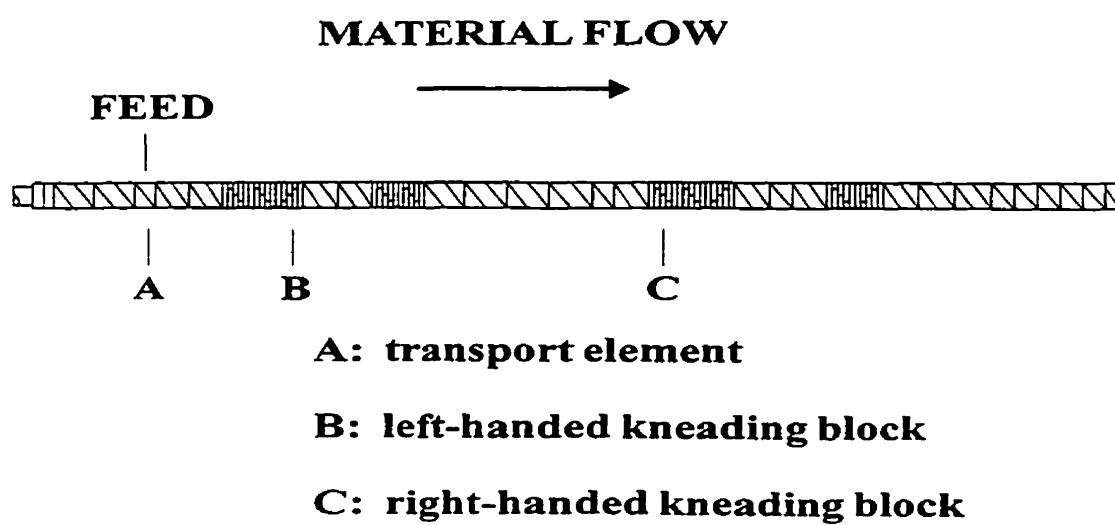 MATERIAL FLOW
FEED
A B C
A: transport element
B: left-handed kneading block
C: right-handed kneading block